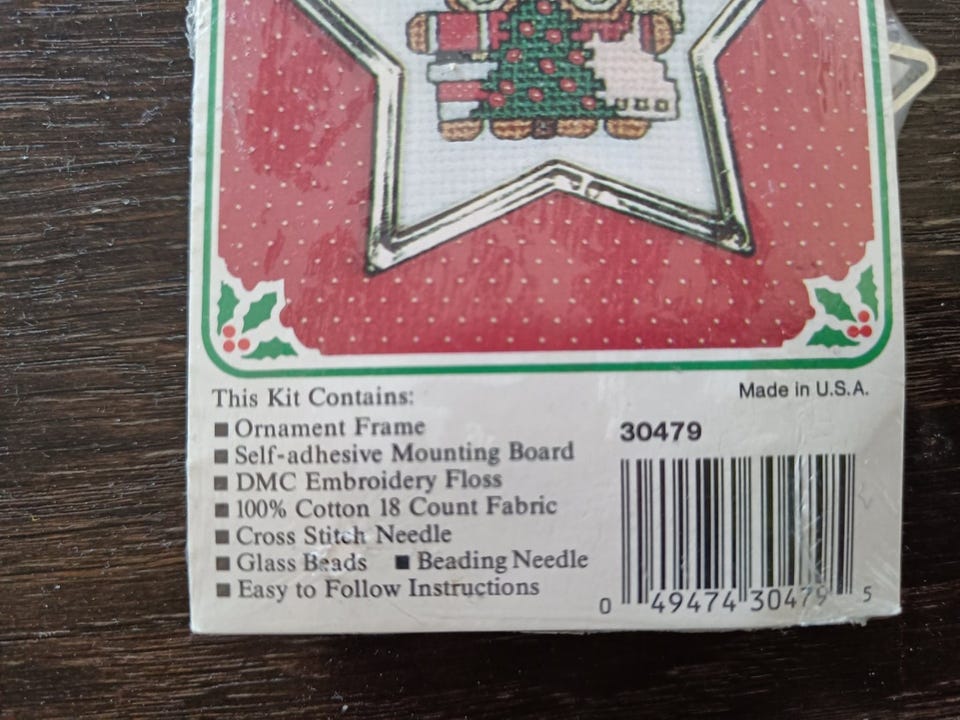 This Kit Contains:
■ Ornament Frame
■ Self-adhesive Mounting Board
■ DMC Embroidery Floss
■ 100% Cotton 18 Count Fabric
■ Cross Stitch Needle
■ Glass Beads ■ Beading Needle
■ Easy to Follow Instructions
Made in U.S.A.
30479
0 49474 30479 5